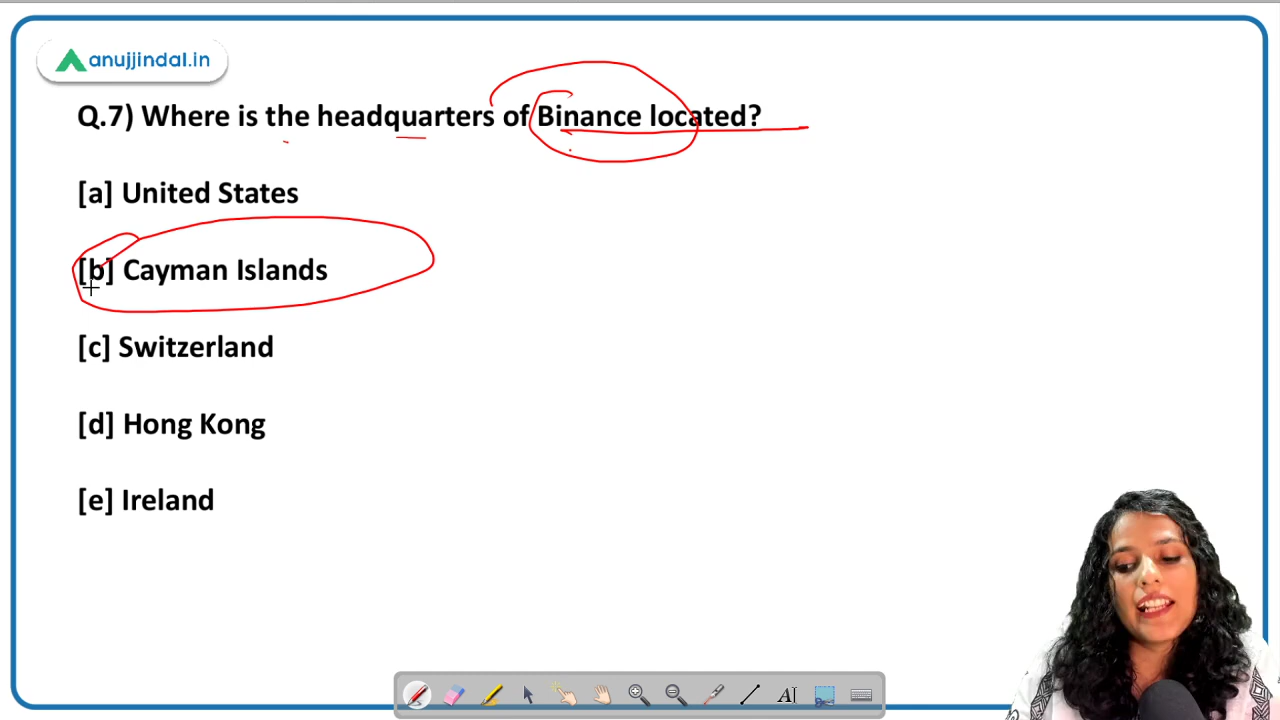 anujjindal.in
Q.7) Where is the headquarters of Binance located?
[a] United States
[b] Cayman Islands
[c] Switzerland
[d] Hong Kong
[e] Ireland
A